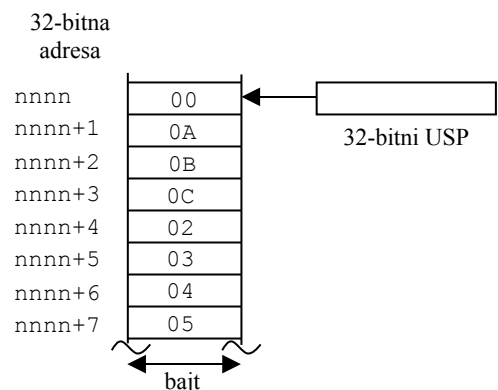 32-bitna
adresa
nnnn 00
nnnn+1 0A
32-bitni USP
nnnn+2 0B
nnnn+3 0C
nnnn+4 02
nnnn+5 03
nnnn+6 04
nnnn+7 05
bajt